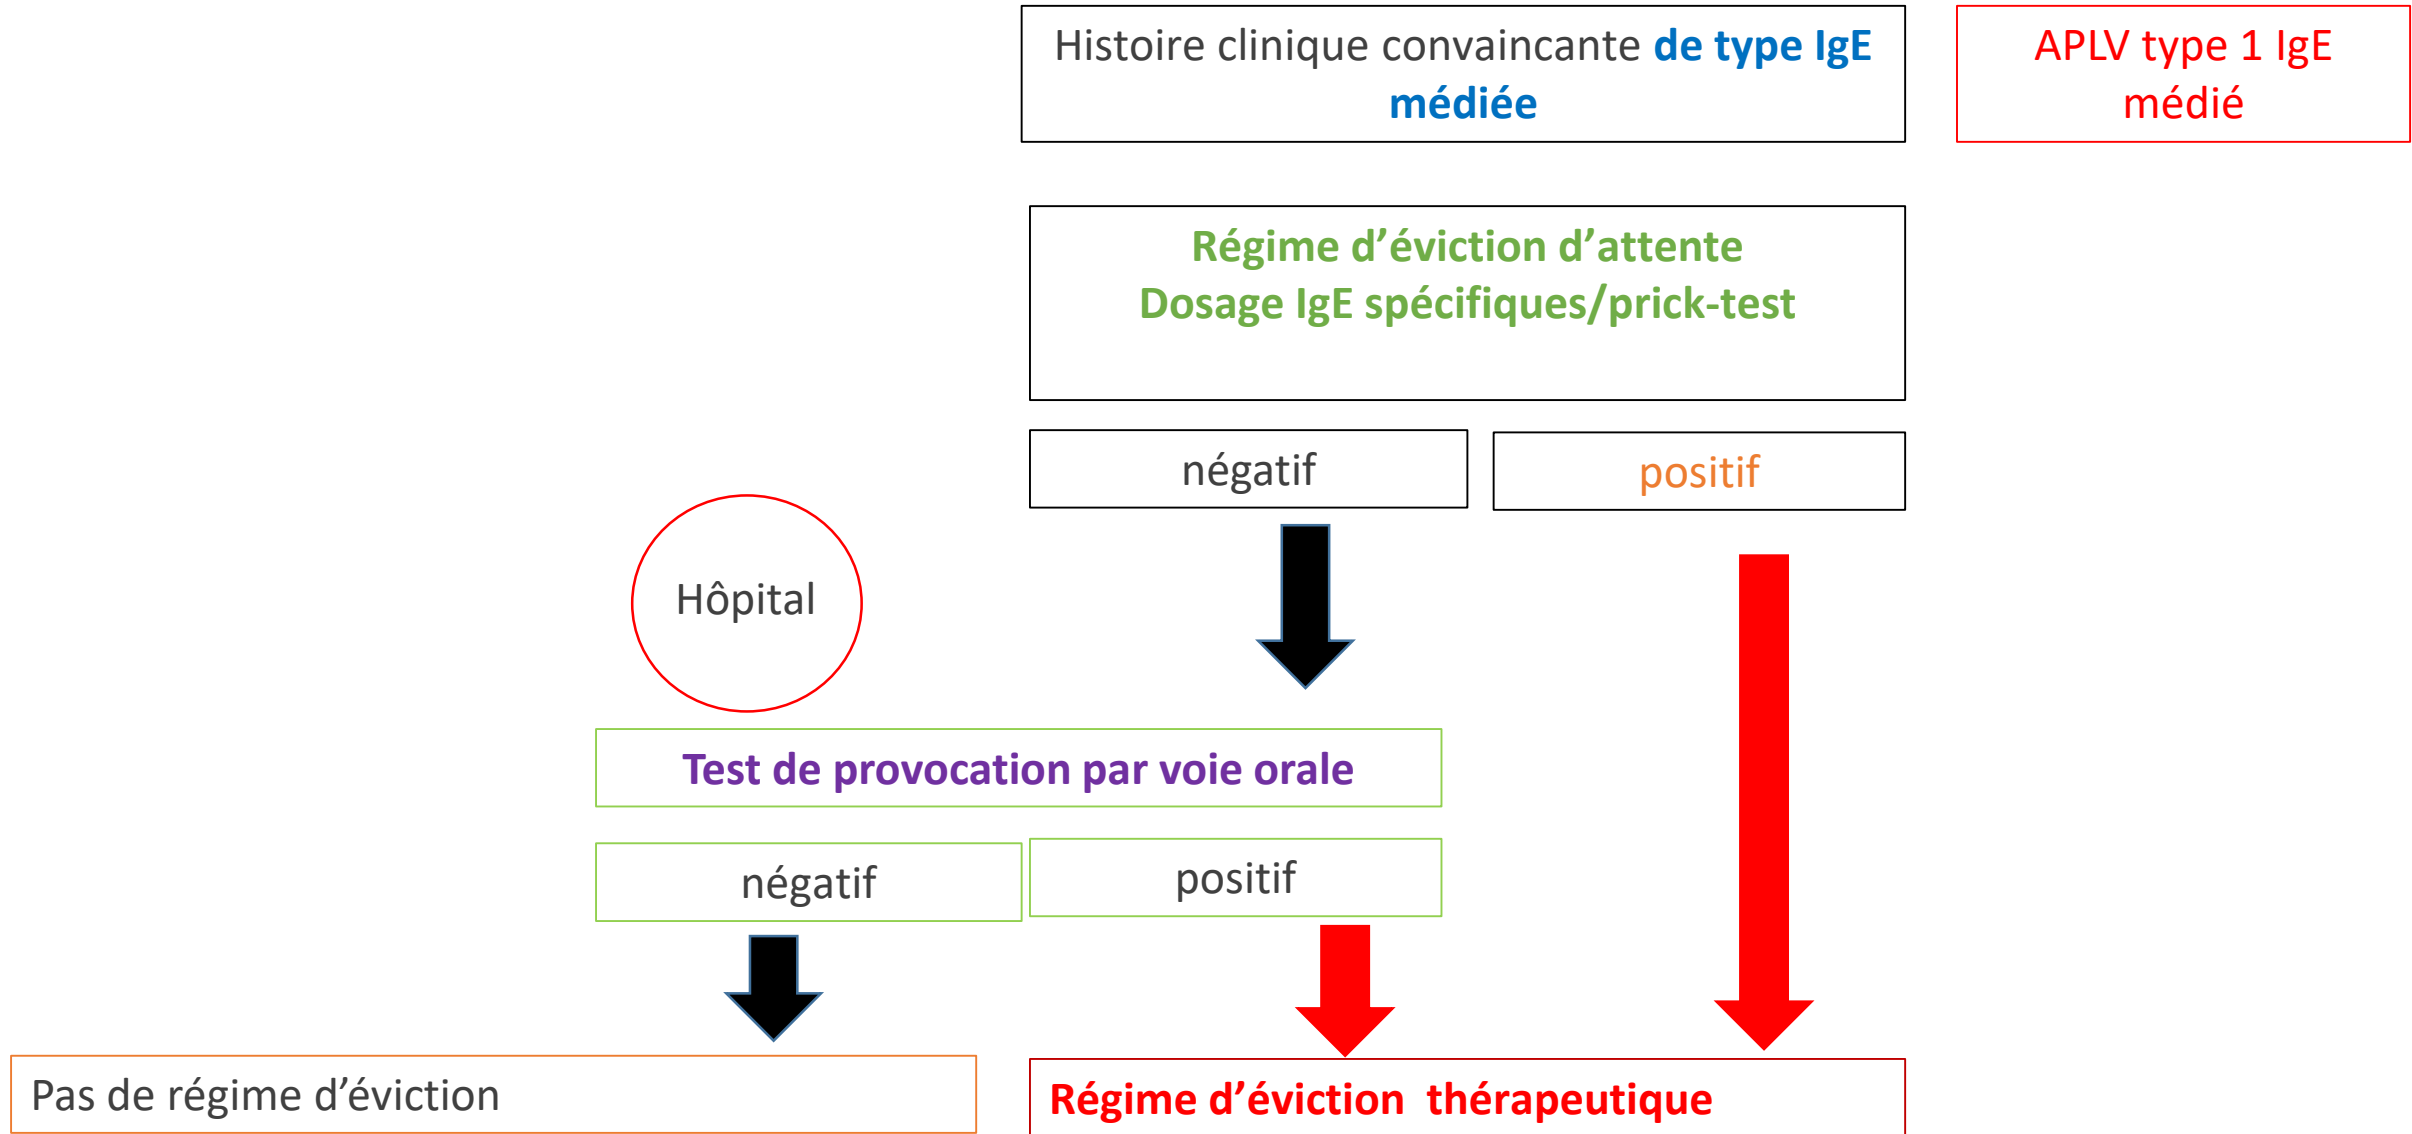 Histoire clinique convaincante de type IgE
médiée
APLV type 1 IgE
médié
Régime d’éviction d’attente
Dosage IgE spécifiques/prick-test
négatif
positif
Hôpital
Test de provocation par voie orale
négatif
positif
Pas de régime d’éviction
Régime d’éviction  thérapeutique